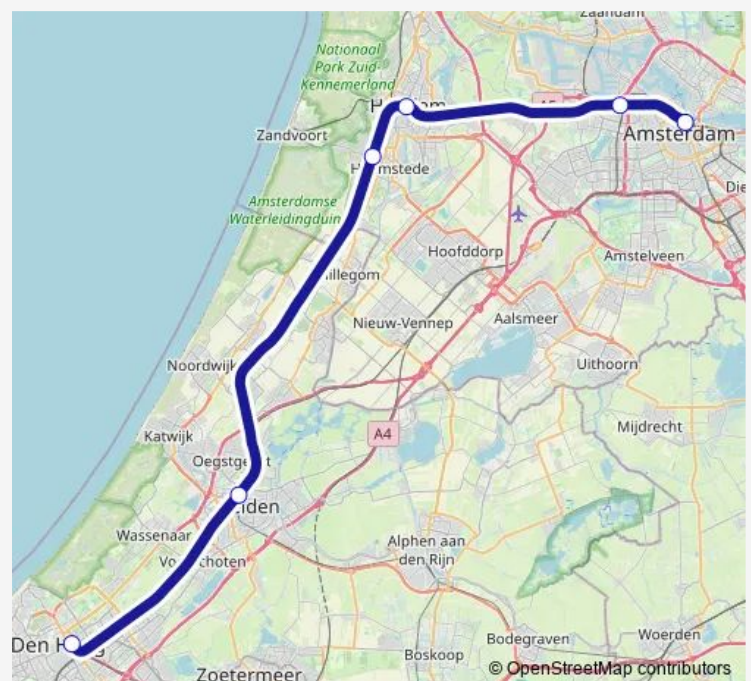 Zaandam
Nationaal
Park Zuid-
Kennemerland
A5
Amsterdam
Zandvoort
Amsterdamse
Waterleidingduin
Hoofddorp
Amstelveen
Nieuw-Vennep
Aalsmeer
Noordwijk
Uithoorn
Katwijk
A4
Mijdrecht
Wassenaar
Alphen aan
den Rijn
Bodegraven
Woerden
Boskoop
Zoetermeer
© OpenStreetMap contributors